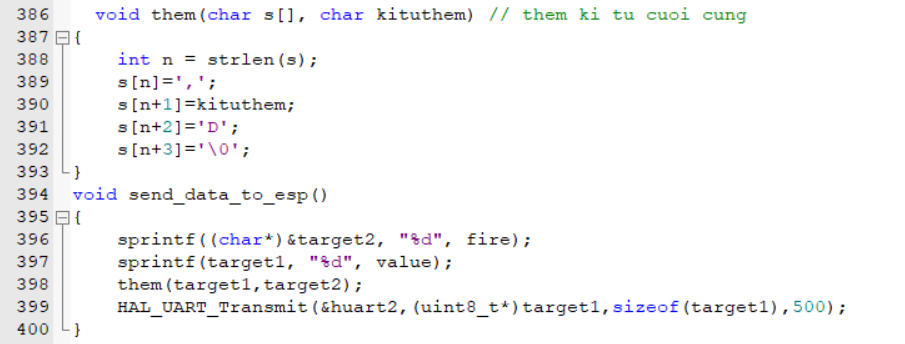 386 void them(char s[], char kituthem) // them ki tu cuoi cung
387 {
388 int n = strlen(s);
389 s[n]=',';
390 s[n+1]=kituthem;
391 s[n+2]='D';
392 s[n+3]='\0';
393 }
394 void send_data_to_esp()
395 {
396 sprintf((char*)&target2, "%d", fire);
397 sprintf(target1, "%d", value);
398 them(target1,target2);
399 HAL_UART_Transmit(&huart2,(uint8_t*)target1,sizeof(target1),500);
400 }